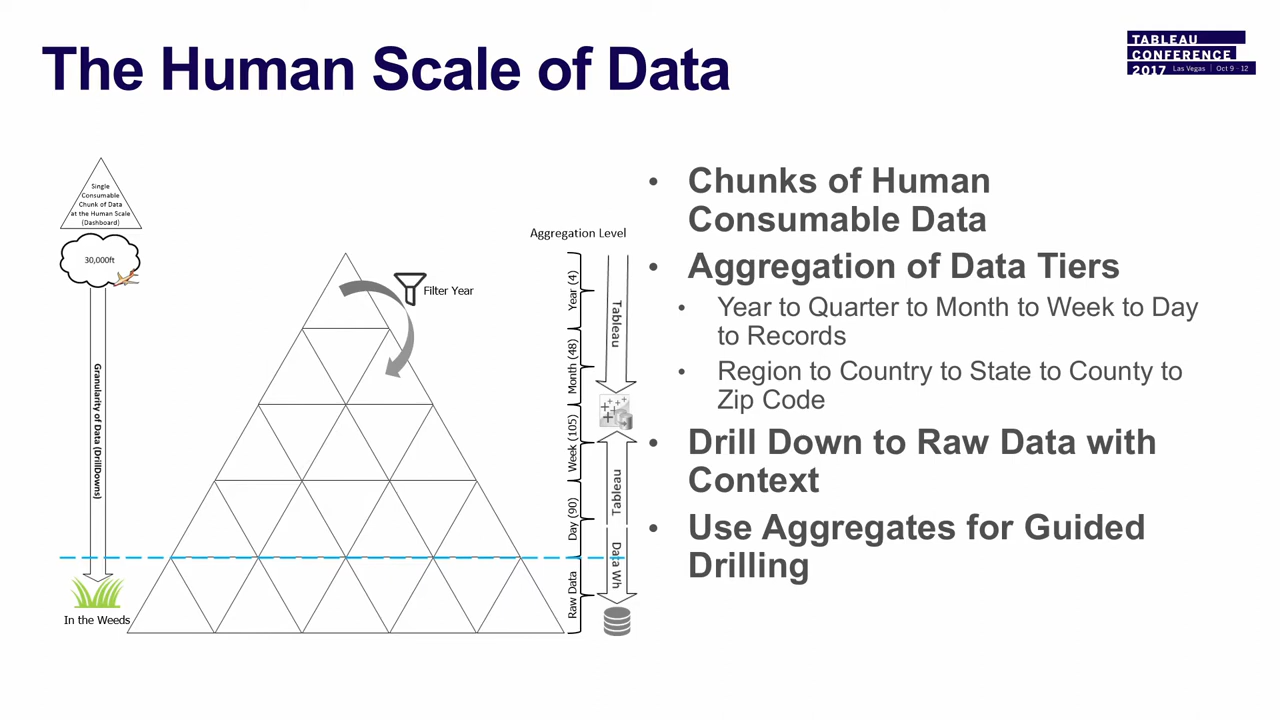 The Human Scale of Data
TABLEAU
CONFERENCE
2017 Las Vegas | Oct 9 - 12
Single
Consumable
Chunk of Data
at the Human Scale
(Dashboard)
30,000ft
Granularity of Data (DrillDowns)
In the Weeds
Filter Year
Aggregation Level
Year (4)
Month (48)
Week (105)
Day (90)
Raw Data
Tableau
Tableau
Data Wh
• Chunks of Human
Consumable Data
• Aggregation of Data Tiers
• Year to Quarter to Month to Week to Day
to Records
• Region to Country to State to County to
Zip Code
• Drill Down to Raw Data with
Context
• Use Aggregates for Guided
Drilling